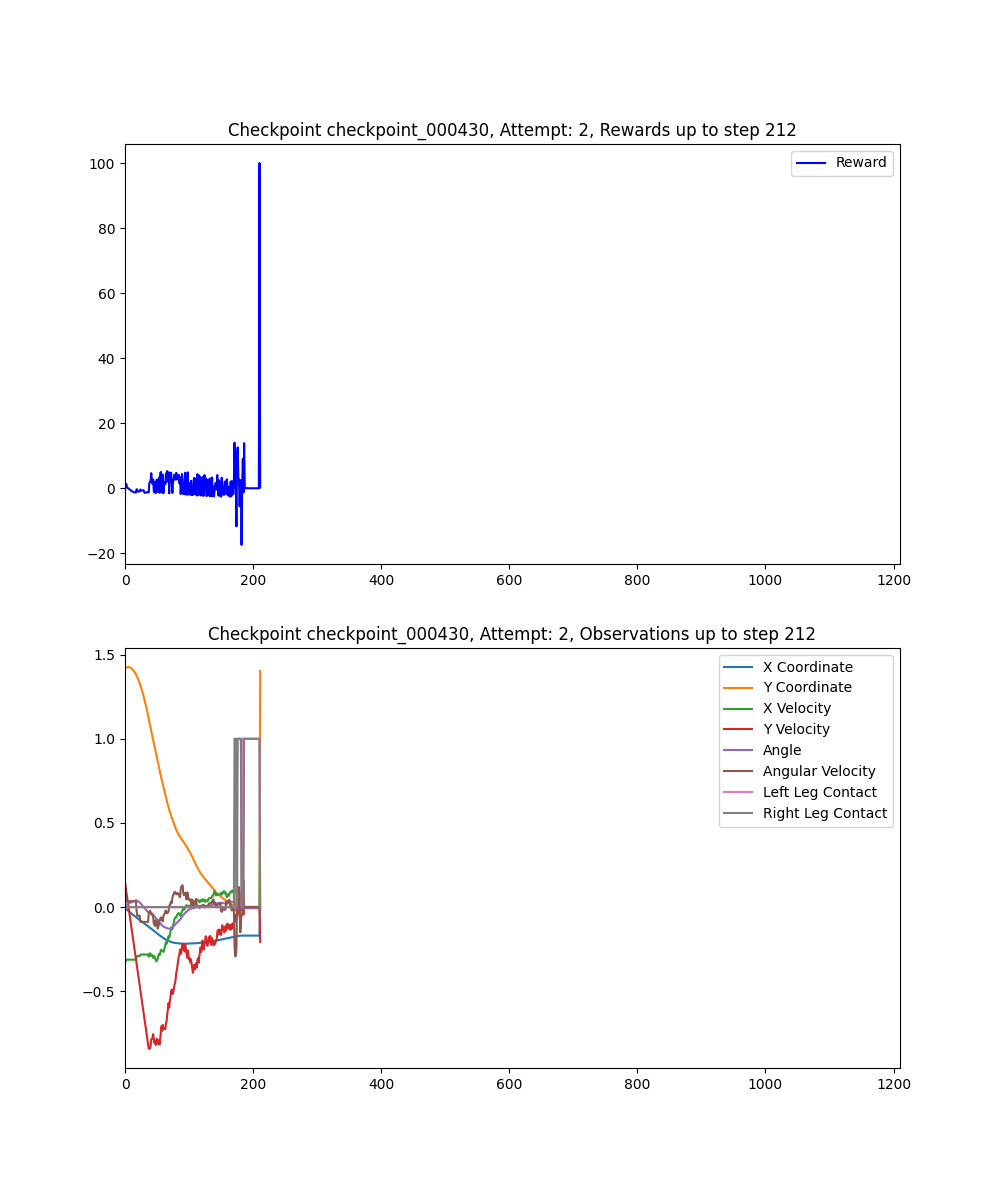 Checkpoint checkpoint_000430, Attempt: 2, Rewards up to step 212
Reward
100
80
60
40
20
0
−20
0 200 400 600 800 1000 1200
Checkpoint checkpoint_000430, Attempt: 2, Observations up to step 212
X Coordinate
Y Coordinate
X Velocity
Y Velocity
Angle
Angular Velocity
Left Leg Contact
Right Leg Contact
1.5
1.0
0.5
0.0
−0.5
0 200 400 600 800 1000 1200